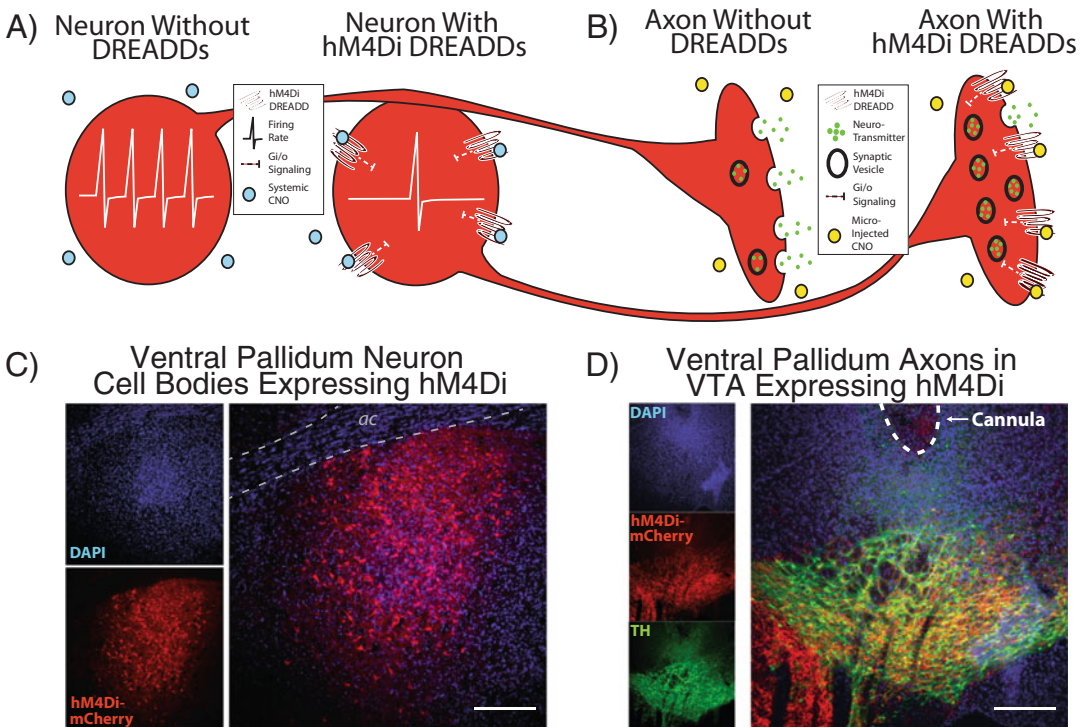 A)
Neuron Without
DREADDs
Neuron With
hM4Di DREADDs
hM4Di
DREADD
Firing
Rate
Gi/o
Signaling
Systemic
CNO
B)
Axon Without
DREADDs
Axon With
hM4Di DREADDs
hM4Di
DREADD
Neuro-
Transmitter
Synaptic
Vesicle
Gi/o
Signaling
Micro-
Injected
CNO
C)
Ventral Pallidum Neuron
Cell Bodies Expressing hM4Di
DAPI
hM4Di-
mCherry
ac
D)
Ventral Pallidum Axons in
VTA Expressing hM4Di
DAPI
hM4Di-
mCherry
TH
Cannula